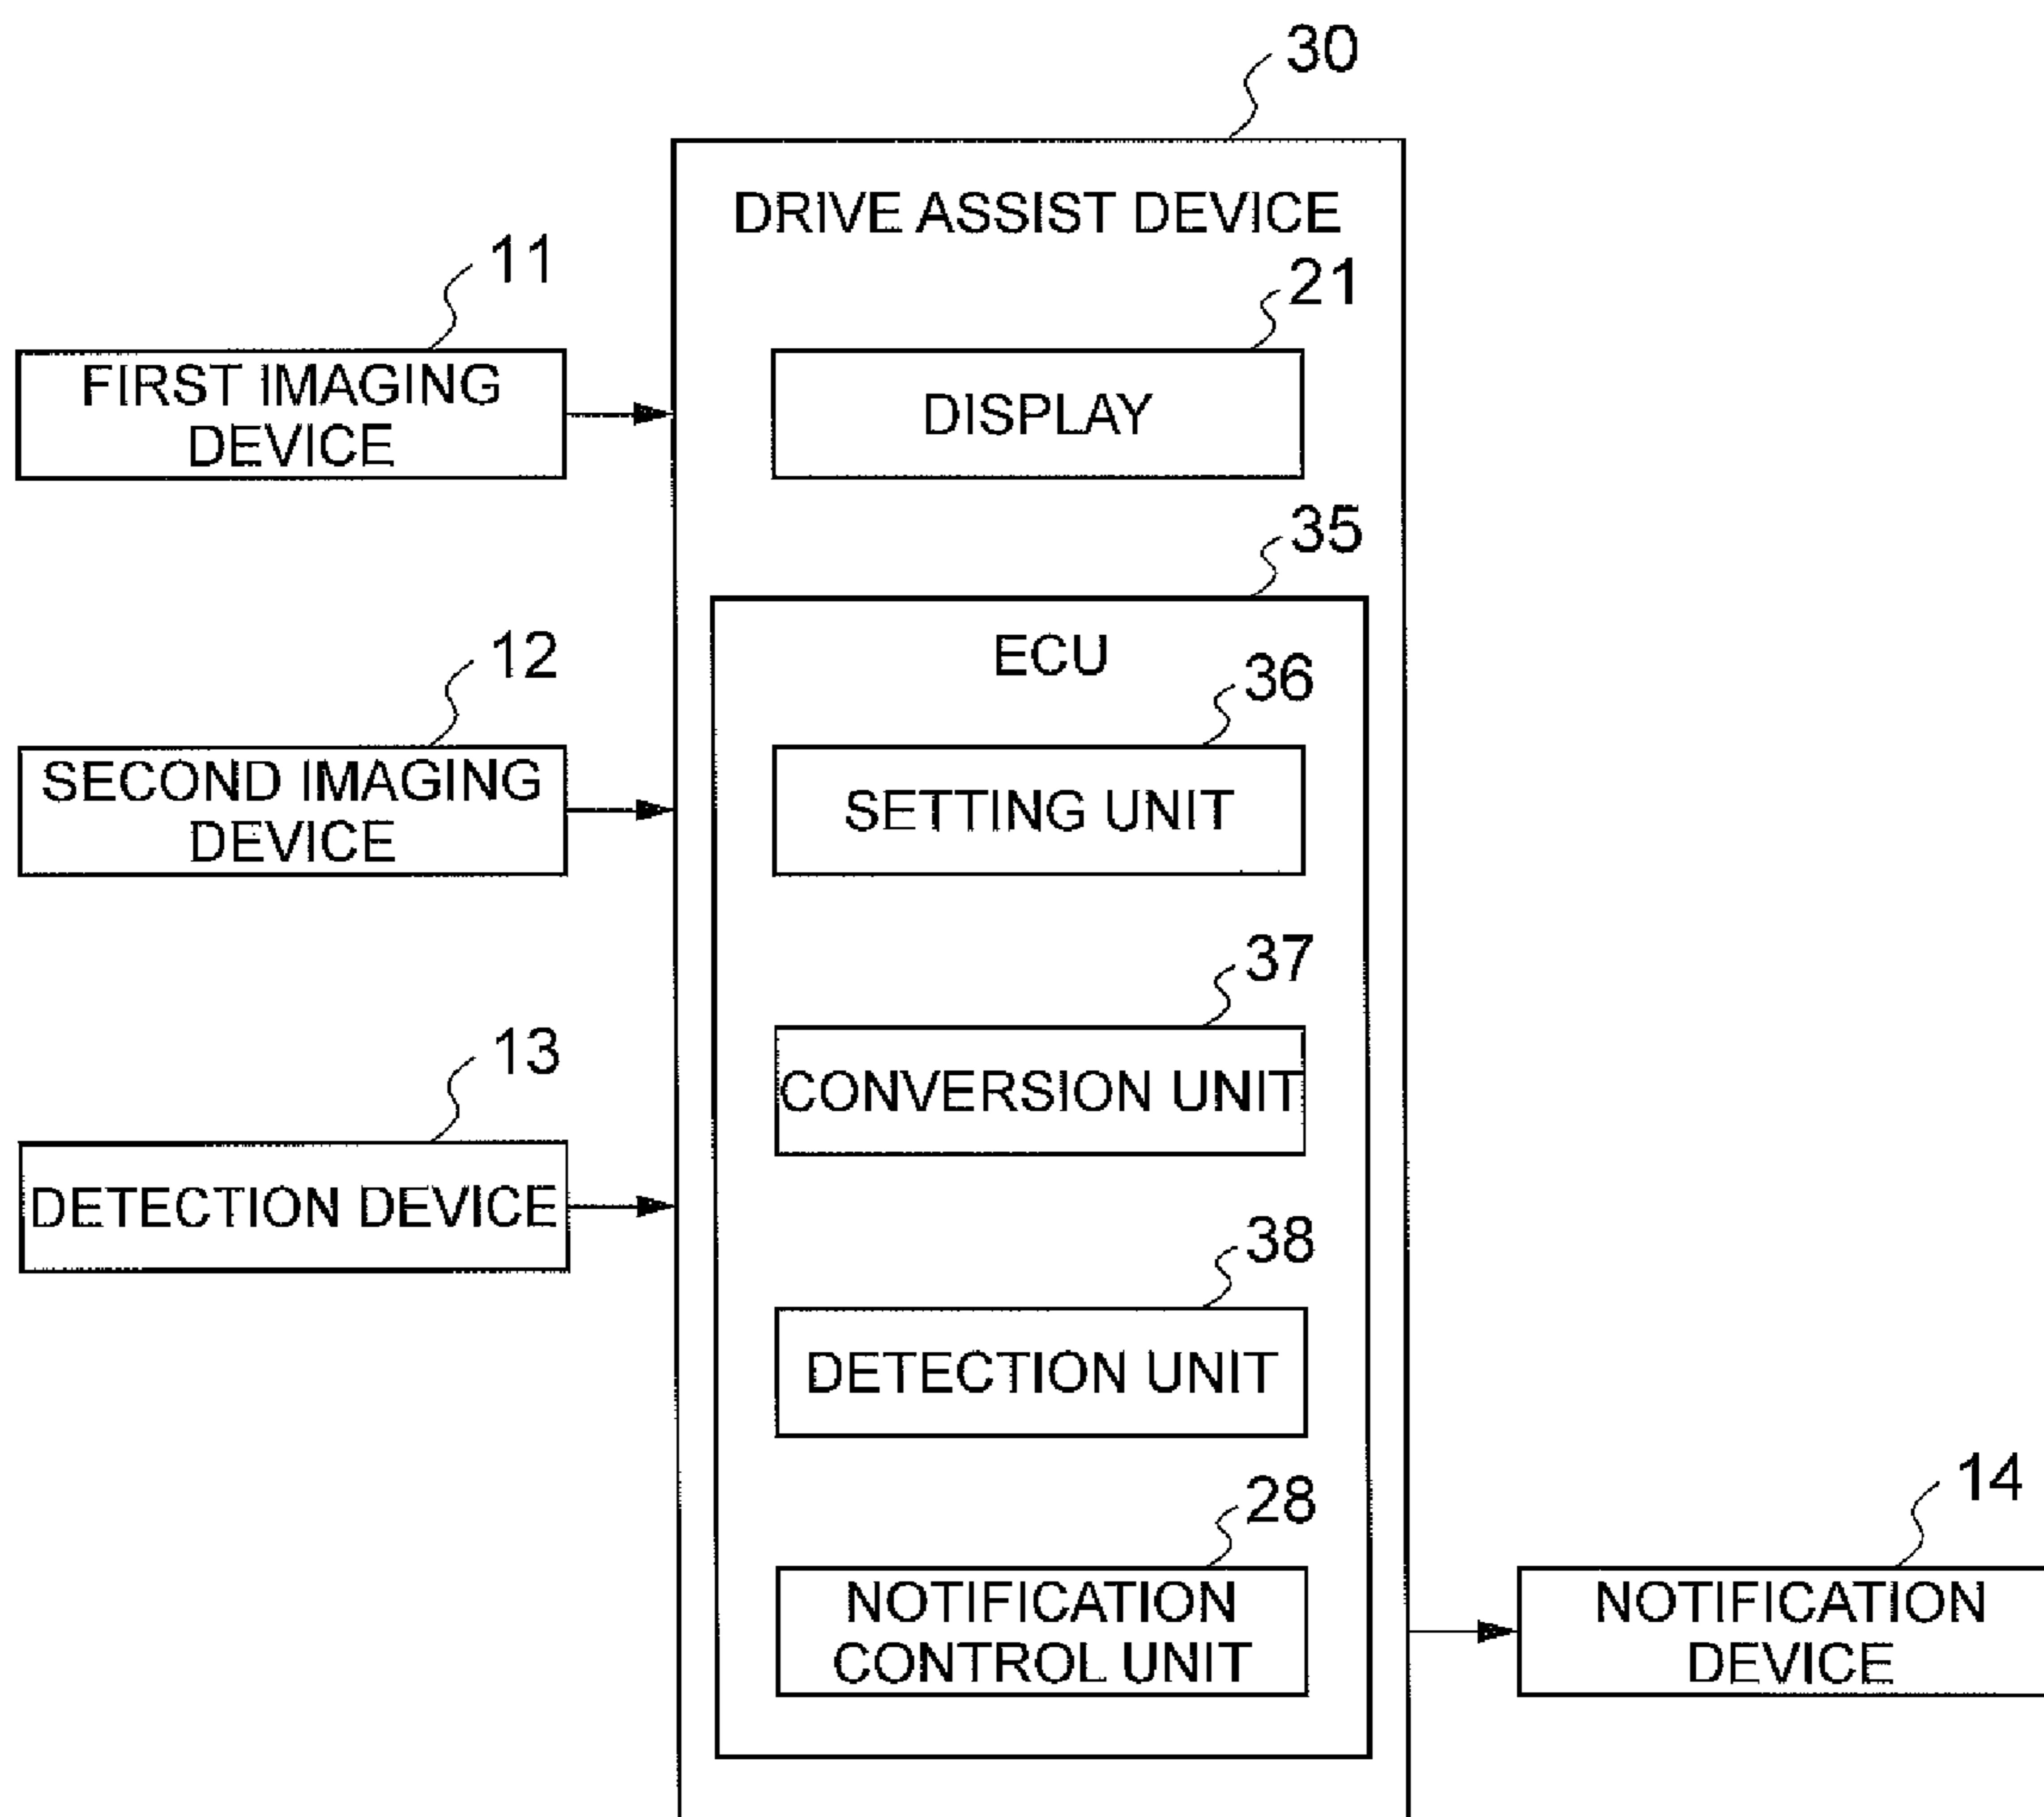 30
DRIVE ASSIST DEVICE
11
FIRST IMAGING
DEVICE
21
DISPLAY
35
ECU
12
SECOND IMAGING
DEVICE
36
SETTING UNIT
37
CONVERSION UNIT
13
DETECTION DEVICE
38
DETECTION UNIT
28
NOTIFICATION
CONTROL UNIT
14
NOTIFICATION
DEVICE